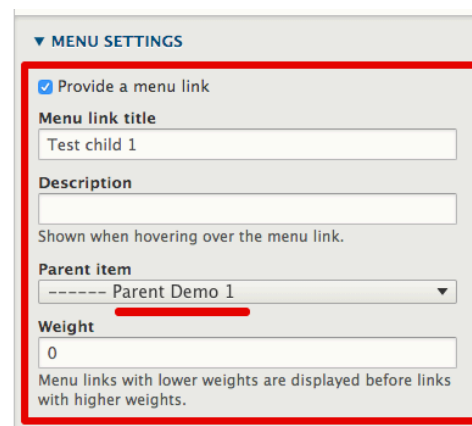 ▼ MENU SETTINGS
Provide a menu link
Menu link title
Test child 1
Description
Shown when hovering over the menu link.
Parent item
------ Parent Demo 1
Weight
0
Menu links with lower weights are displayed before links
with higher weights.